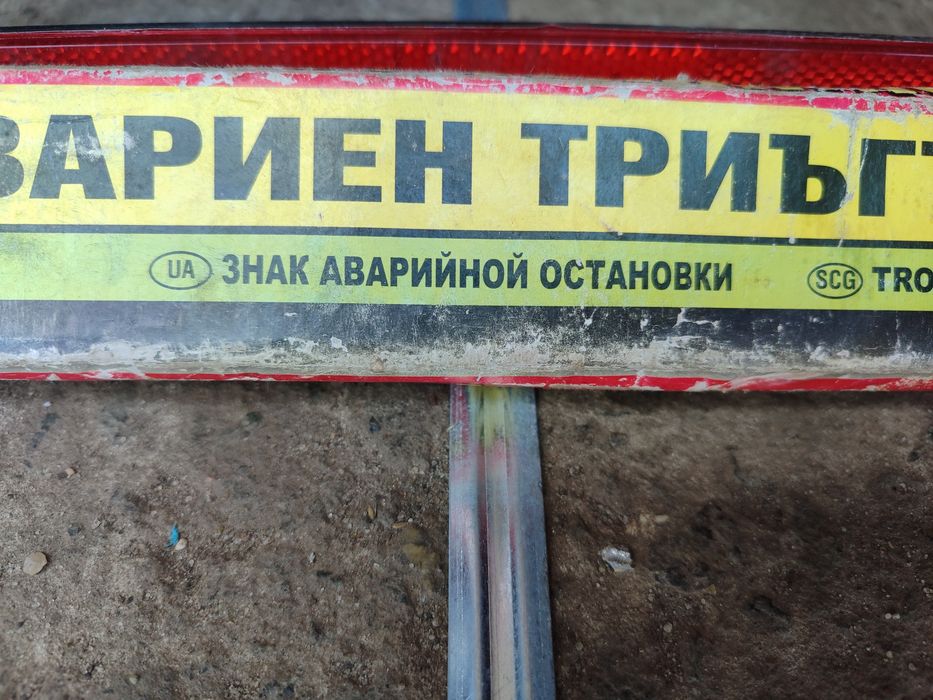 ВАРИЕН ТРИЪГ
UA ЗНАК АВАРИЙНОЙ ОСТАНОВКИ SCG TRO